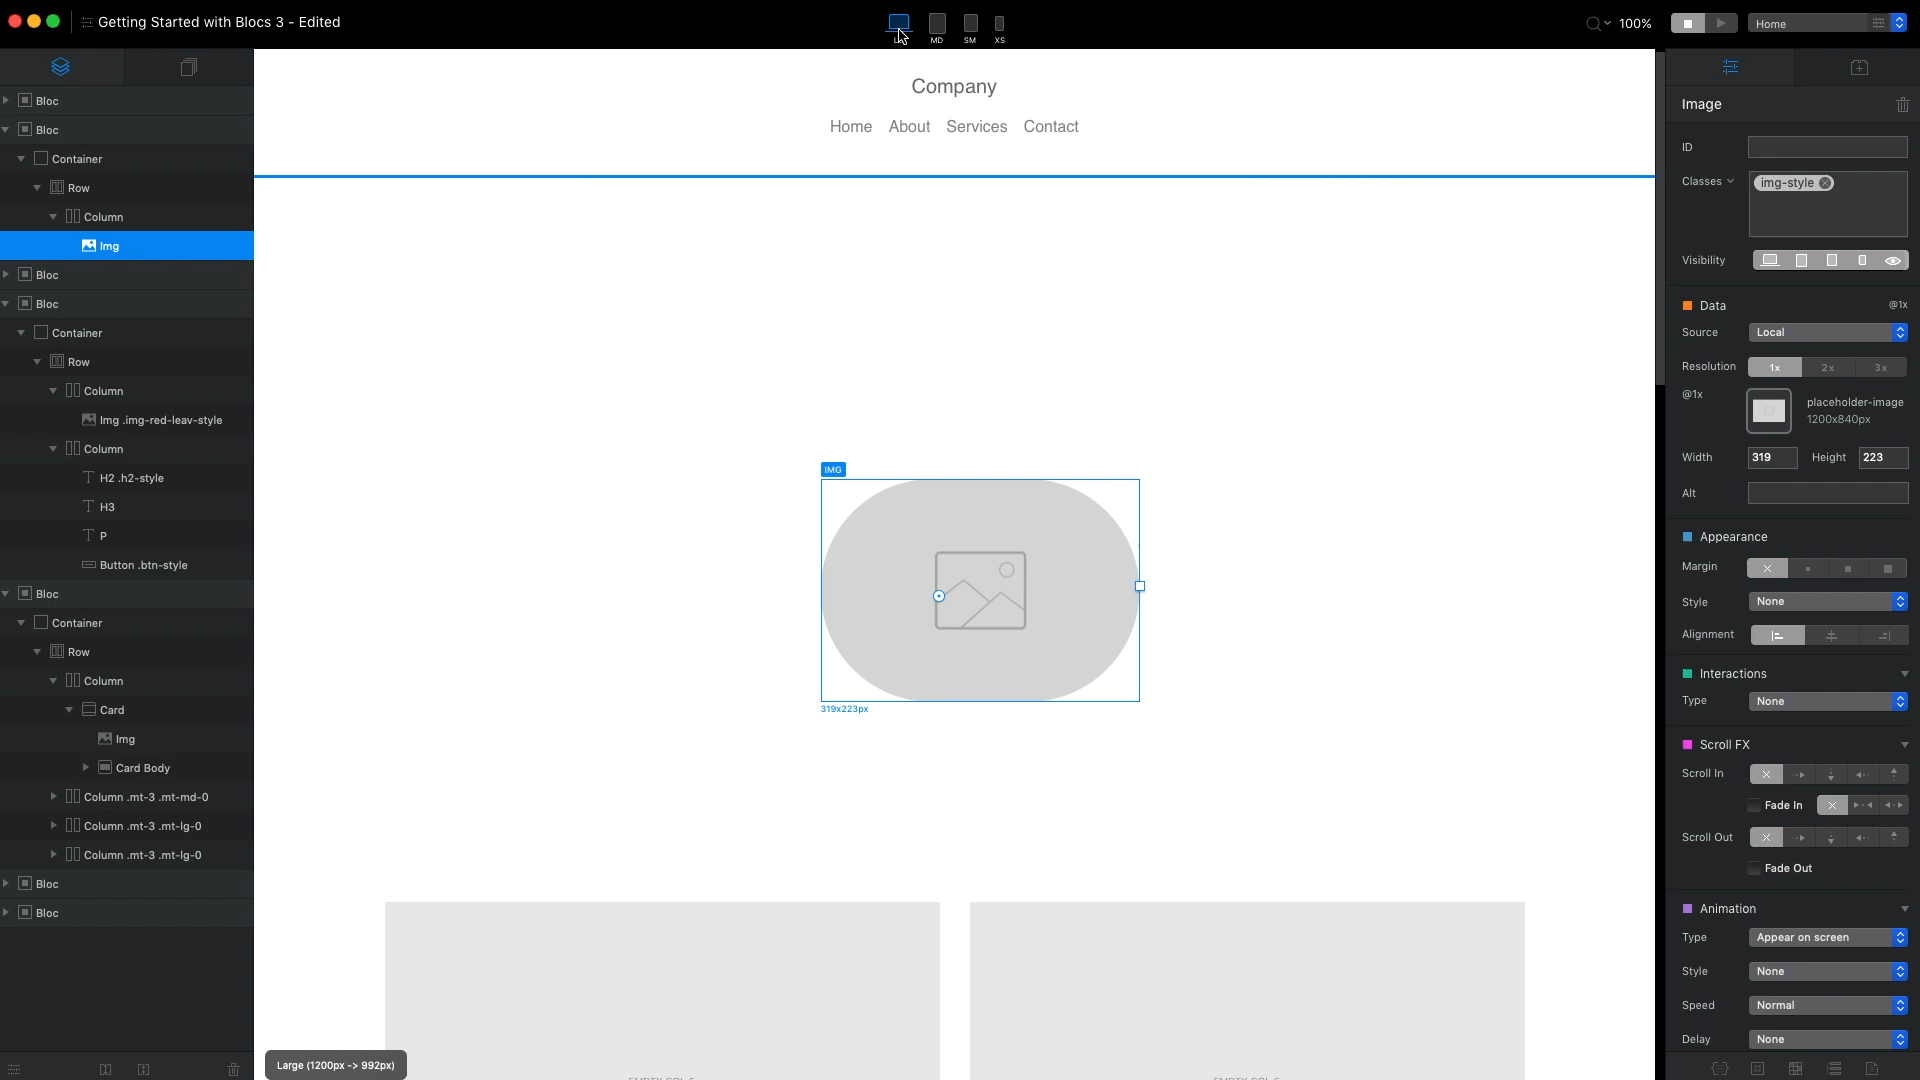 Getting Started with Blocs 3 - Edited
MD
SM
XS
100%
Home
Bloc
Bloc
Container
Row
Column
Img
Bloc
Bloc
Container
Row
Column
Img .img-red-leav-style
Column
H2 .h2-style
H3
P
Button .btn-style
Bloc
Container
Row
Column
Card
Img
Card Body
Column .mt-3 .mt-md-0
Column .mt-3 .mt-lg-0
Column .mt-3 .mt-lg-0
Bloc
Bloc
Company
Home About Services Contact
IMG
319x223px
Large (1200px -> 992px)
Image
ID
Classes
img-style
Visibility
Data
@1x
Source
Local
Resolution
1x
2x
3x
@1x
placeholder-image
1200x840px
Width
319
Height
223
Alt
Appearance
Margin
Style
None
Alignment
Interactions
Type
None
Scroll FX
Scroll In
Fade In
Scroll Out
Fade Out
Animation
Type
Appear on screen
Style
None
Speed
Normal
Delay
None